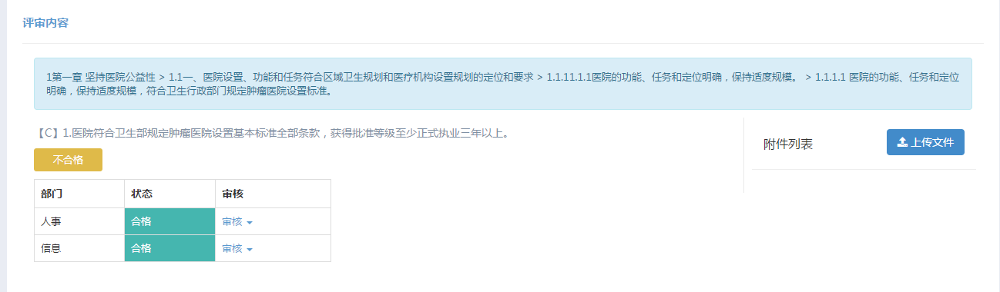 评审内容
1第一章 坚持医院公益性 > 1.1一、医院设置、功能和任务符合区域卫生规划和医疗机构设置规划的定位和要求 > 1.1.11.1.1医院的功能、任务和定位明确，保持适度规模。 > 1.1.1.1 医院的功能、任务和定位
明确，保持适度规模，符合卫生行政部门规定肿瘤医院设置标准。
【C】1.医院符合卫生部规定肿瘤医院设置基本标准全部条款，获得批准等级至少正式执业三年以上。
附件列表
上传文件
不合格
部门 状态 审核
人事 合格 审核
信息 合格 审核